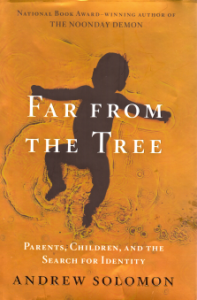 National Book Award–winning author of
THE NOONDAY DEMON
Far from
the Tree
Parents, Children, and the
Search for Identity
Andrew Solomon